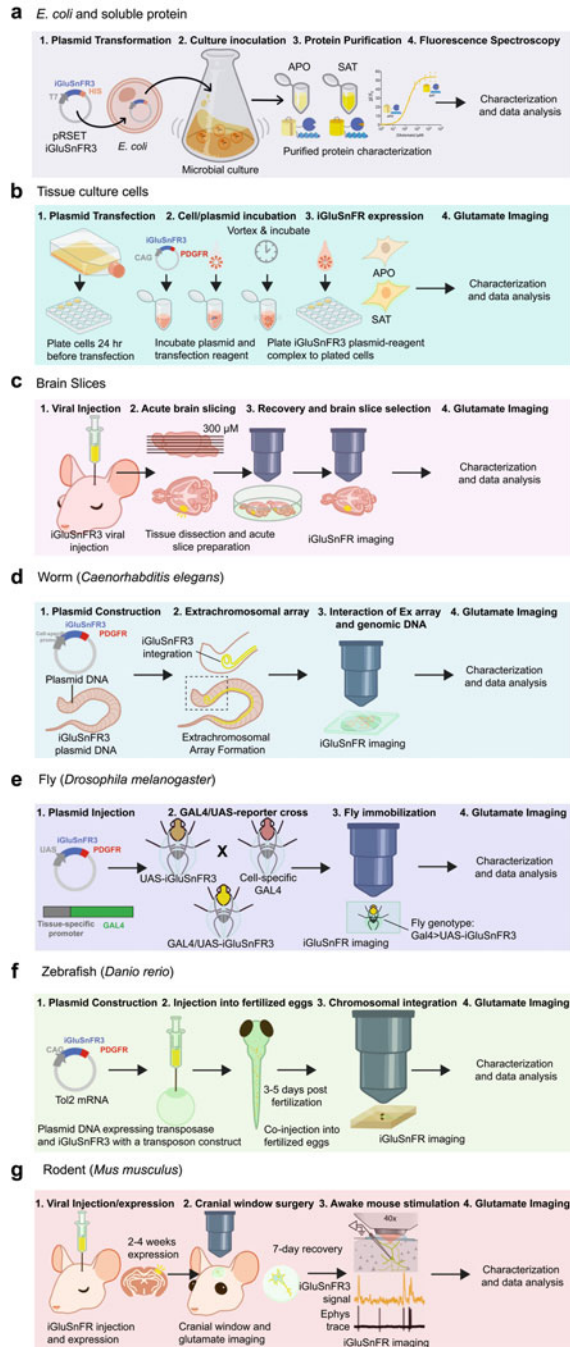 a E. coli and soluble protein
1. Plasmid Transformation 2. Culture inoculation 3. Protein Purification 4. Fluorescence Spectroscopy
iGluSnFR3
HIS
T7
APO
SAT
pRSET
iGluSnFR3
E. coli
Microbial culture
Purified protein characterization
Characterization
and data analysis
b Tissue culture cells
1. Plasmid Transfection 2. Cell/plasmid incubation 3. iGluSnFR expression 4. Glutamate Imaging
Vortex & incubate
iGluSnFR3
PDGFR
CAG
APO
SAT
Plate cells 24 hr
before transfection
Incubate plasmid and
transfection reagent
Plate iGluSnFR3 plasmid-reagent
complex to plated cells
Characterization
and data analysis
c Brain Slices
1. Viral Injection 2. Acute brain slicing 3. Recovery and brain slice selection 4. Glutamate Imaging
300 μM
iGluSnFR3 viral
injection
Tissue dissection and acute
slice preparation
iGluSnFR imaging
Characterization
and data analysis
d Worm (Caenorhabditis elegans)
1. Plasmid Construction 2. Extrachromosomal array 3. Interaction of Ex array
and genomic DNA
4. Glutamate Imaging
iGluSnFR3
Cell-specific
PDGFR
Plasmid DNA
iGluSnFR3
plasmid DNA
iGluSnFR3
integration
Extrachromosomal
Array Formation
iGluSnFR imaging
Characterization
and data analysis
e Fly (Drosophila melanogaster)
1. Plasmid Injection 2. GAL4/UAS-reporter cross 3. Fly immobilization 4. Glutamate Imaging
iGluSnFR3
UAS
PDGFR
Tissue-specific
promoter
GAL4
X
UAS-iGluSnFR3
Cell-specific
GAL4
GAL4/UAS-iGluSnFR3
iGluSnFR imaging
Fly genotype:
Gal4>UAS-iGluSnFR3
Characterization
and data analysis
f Zebrafish (Danio rerio)
1. Plasmid Construction 2. Injection into fertilized eggs 3. Chromosomal integration 4. Glutamate Imaging
iGluSnFR3
CAG
PDGFR
Tol2 mRNA
Plasmid DNA expressing transposase
and iGluSnFR3 with a transposon construct
3-5 days post
fertilization
Co-injection into
fertilized eggs
iGluSnFR imaging
Characterization
and data analysis
g Rodent (Mus musculus)
1. Viral Injection/expression 2. Cranial window surgery 3. Awake mouse stimulation 4. Glutamate Imaging
2-4 weeks
expression
7-day recovery
40x
iGluSnFR3
signal
Ephys
trace
iGluSnFR injection
and expression
Cranial window and
glutamate imaging
iGluSnFR imaging
Characterization
and data analysis